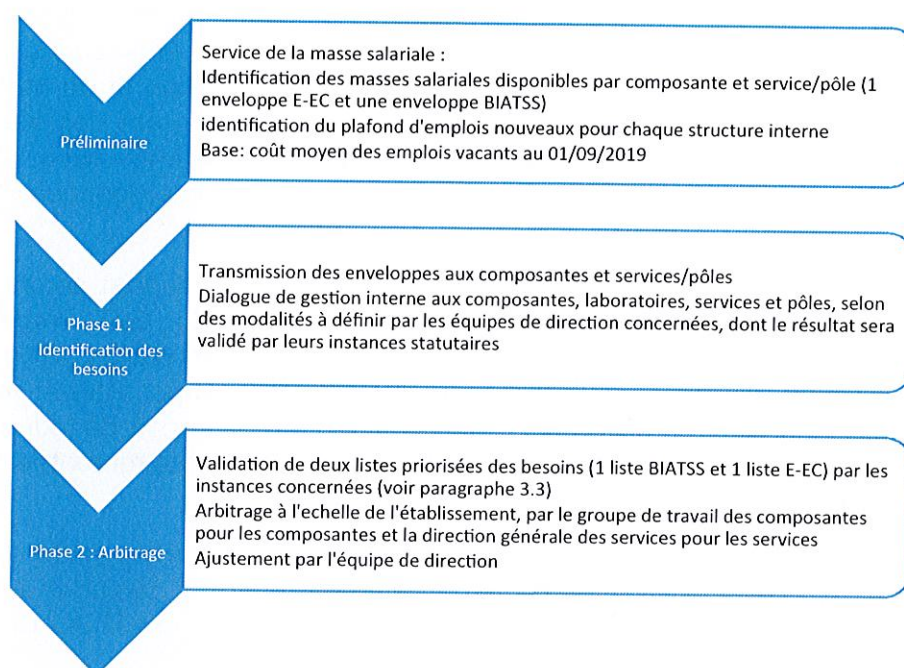 Préliminaire
Service de la masse salariale :
Identification des masses salariales disponibles par composante et service/pôle (1
enveloppe E-EC et une enveloppe BIATSS)
identification du plafond d'emplois nouveaux pour chaque structure interne
Base: coût moyen des emplois vacants au 01/09/2019
Phase 1 :
Identification des
besoins
Transmission des enveloppes aux composantes et services/pôles
Dialogue de gestion interne aux composantes, laboratoires, services et pôles, selon
des modalités à définir par les équipes de direction concernées, dont le résultat sera
validé par leurs instances statutaires
Phase 2 : Arbitrage
Validation de deux listes priorisées des besoins (1 liste BIATSS et 1 liste E-EC) par les
instances concernées (voir paragraphe 3.3)
Arbitrage à l'echelle de l'établissement, par le groupe de travail des composantes
pour les composantes et la direction générale des services pour les services
Ajustement par l'équipe de direction